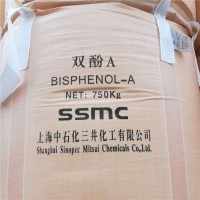 双酚A
BISPHENOL-A
NET: 750Kg
SSMC
上海中石化三井化工有限公司
Shanghai Sinopec Mitsui Chemicals Co.,Ltd